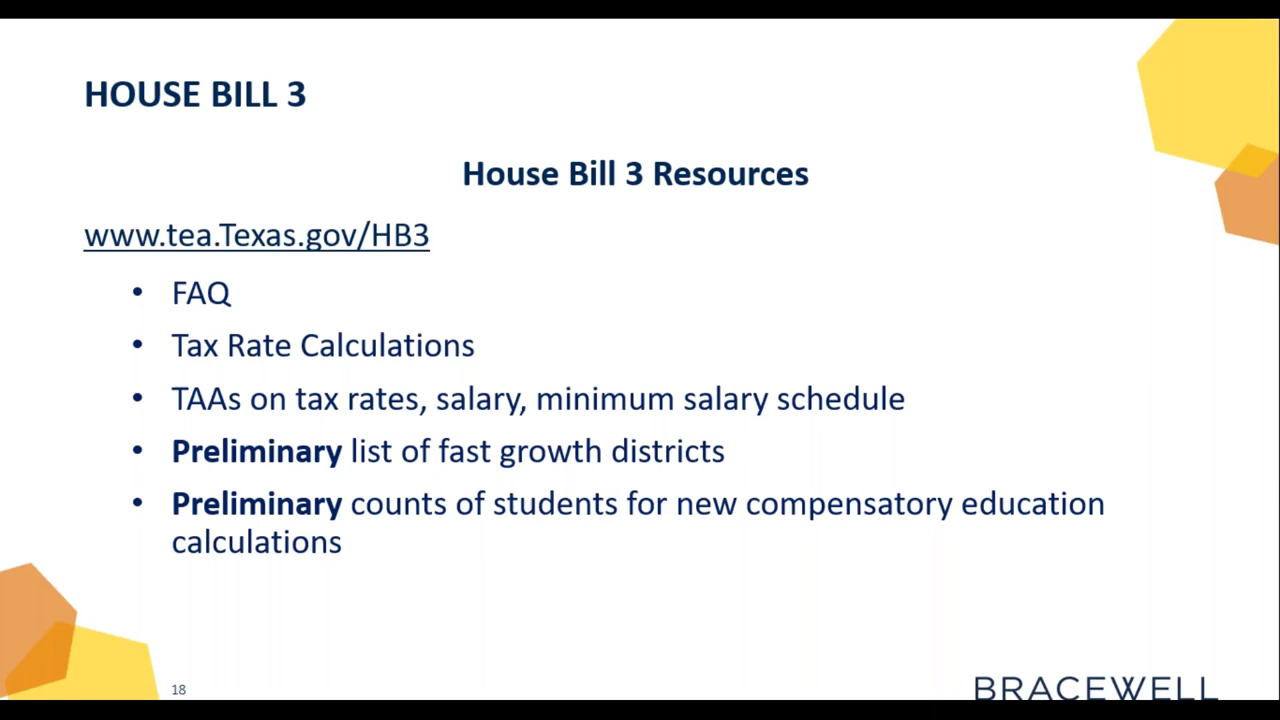 HOUSE BILL 3
House Bill 3 Resources
www.tea.Texas.gov/HB3
• FAQ
• Tax Rate Calculations
• TAAs on tax rates, salary, minimum salary schedule
• Preliminary list of fast growth districts
• Preliminary counts of students for new compensatory education
calculations
18
BRACEWELL